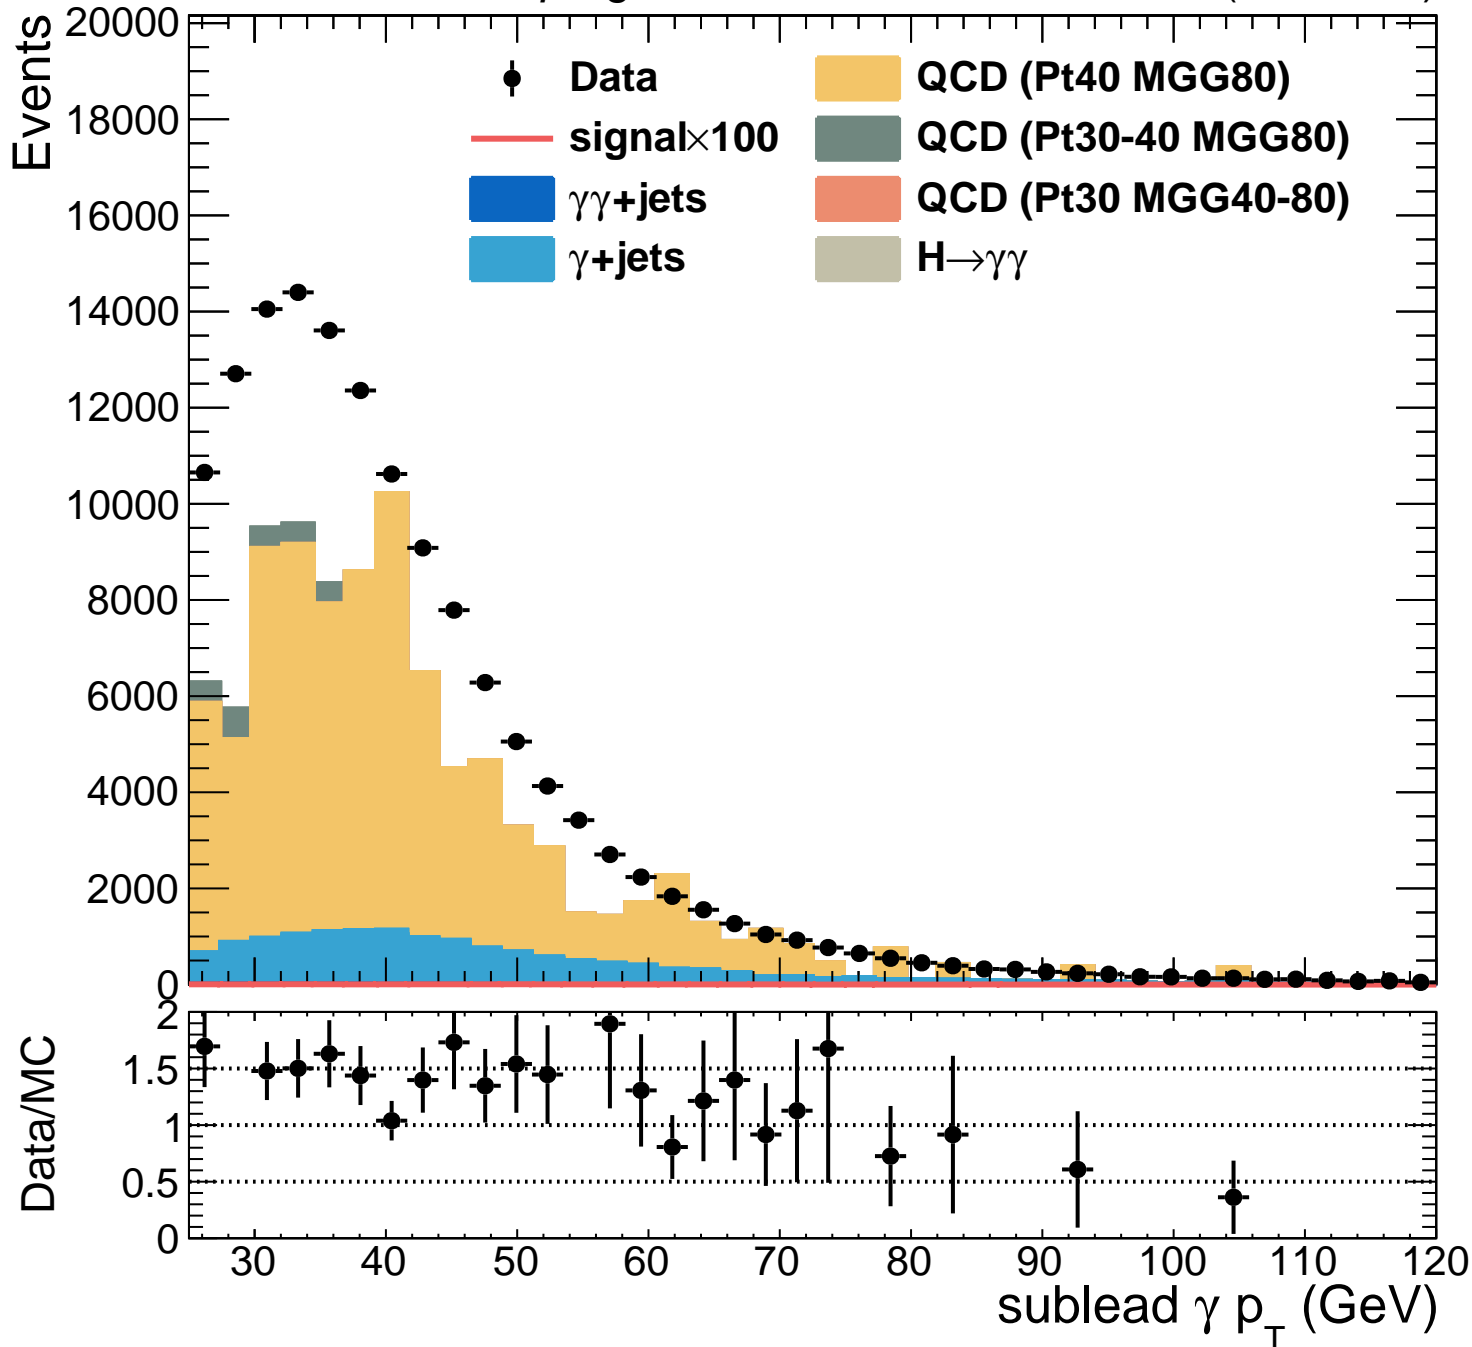 Events
20000
18000
16000
14000
12000
10000
8000
6000
4000
2000
0
Data
signal×100
γγ+jets
γ+jets
QCD (Pt40 MGG80)
QCD (Pt30-40 MGG80)
QCD (Pt30 MGG40-80)
H→γγ
Data/MC
2
1.5
1
0.5
0
30 40 50 60 70 80 90 100 110 120
sublead γ p_T (GeV)